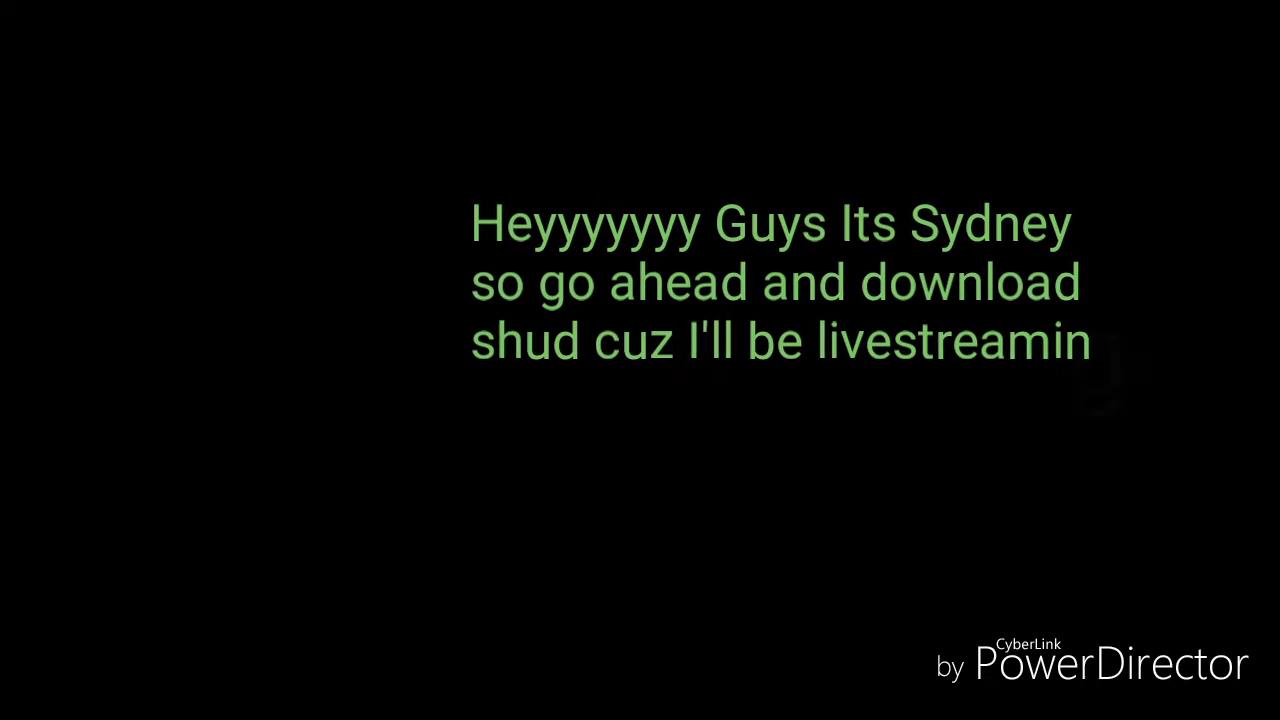 Heyyyyyyy Guys Its Sydney
so go ahead and download
shud cuz I'll be livestreamin
CyberLink
by PowerDirector